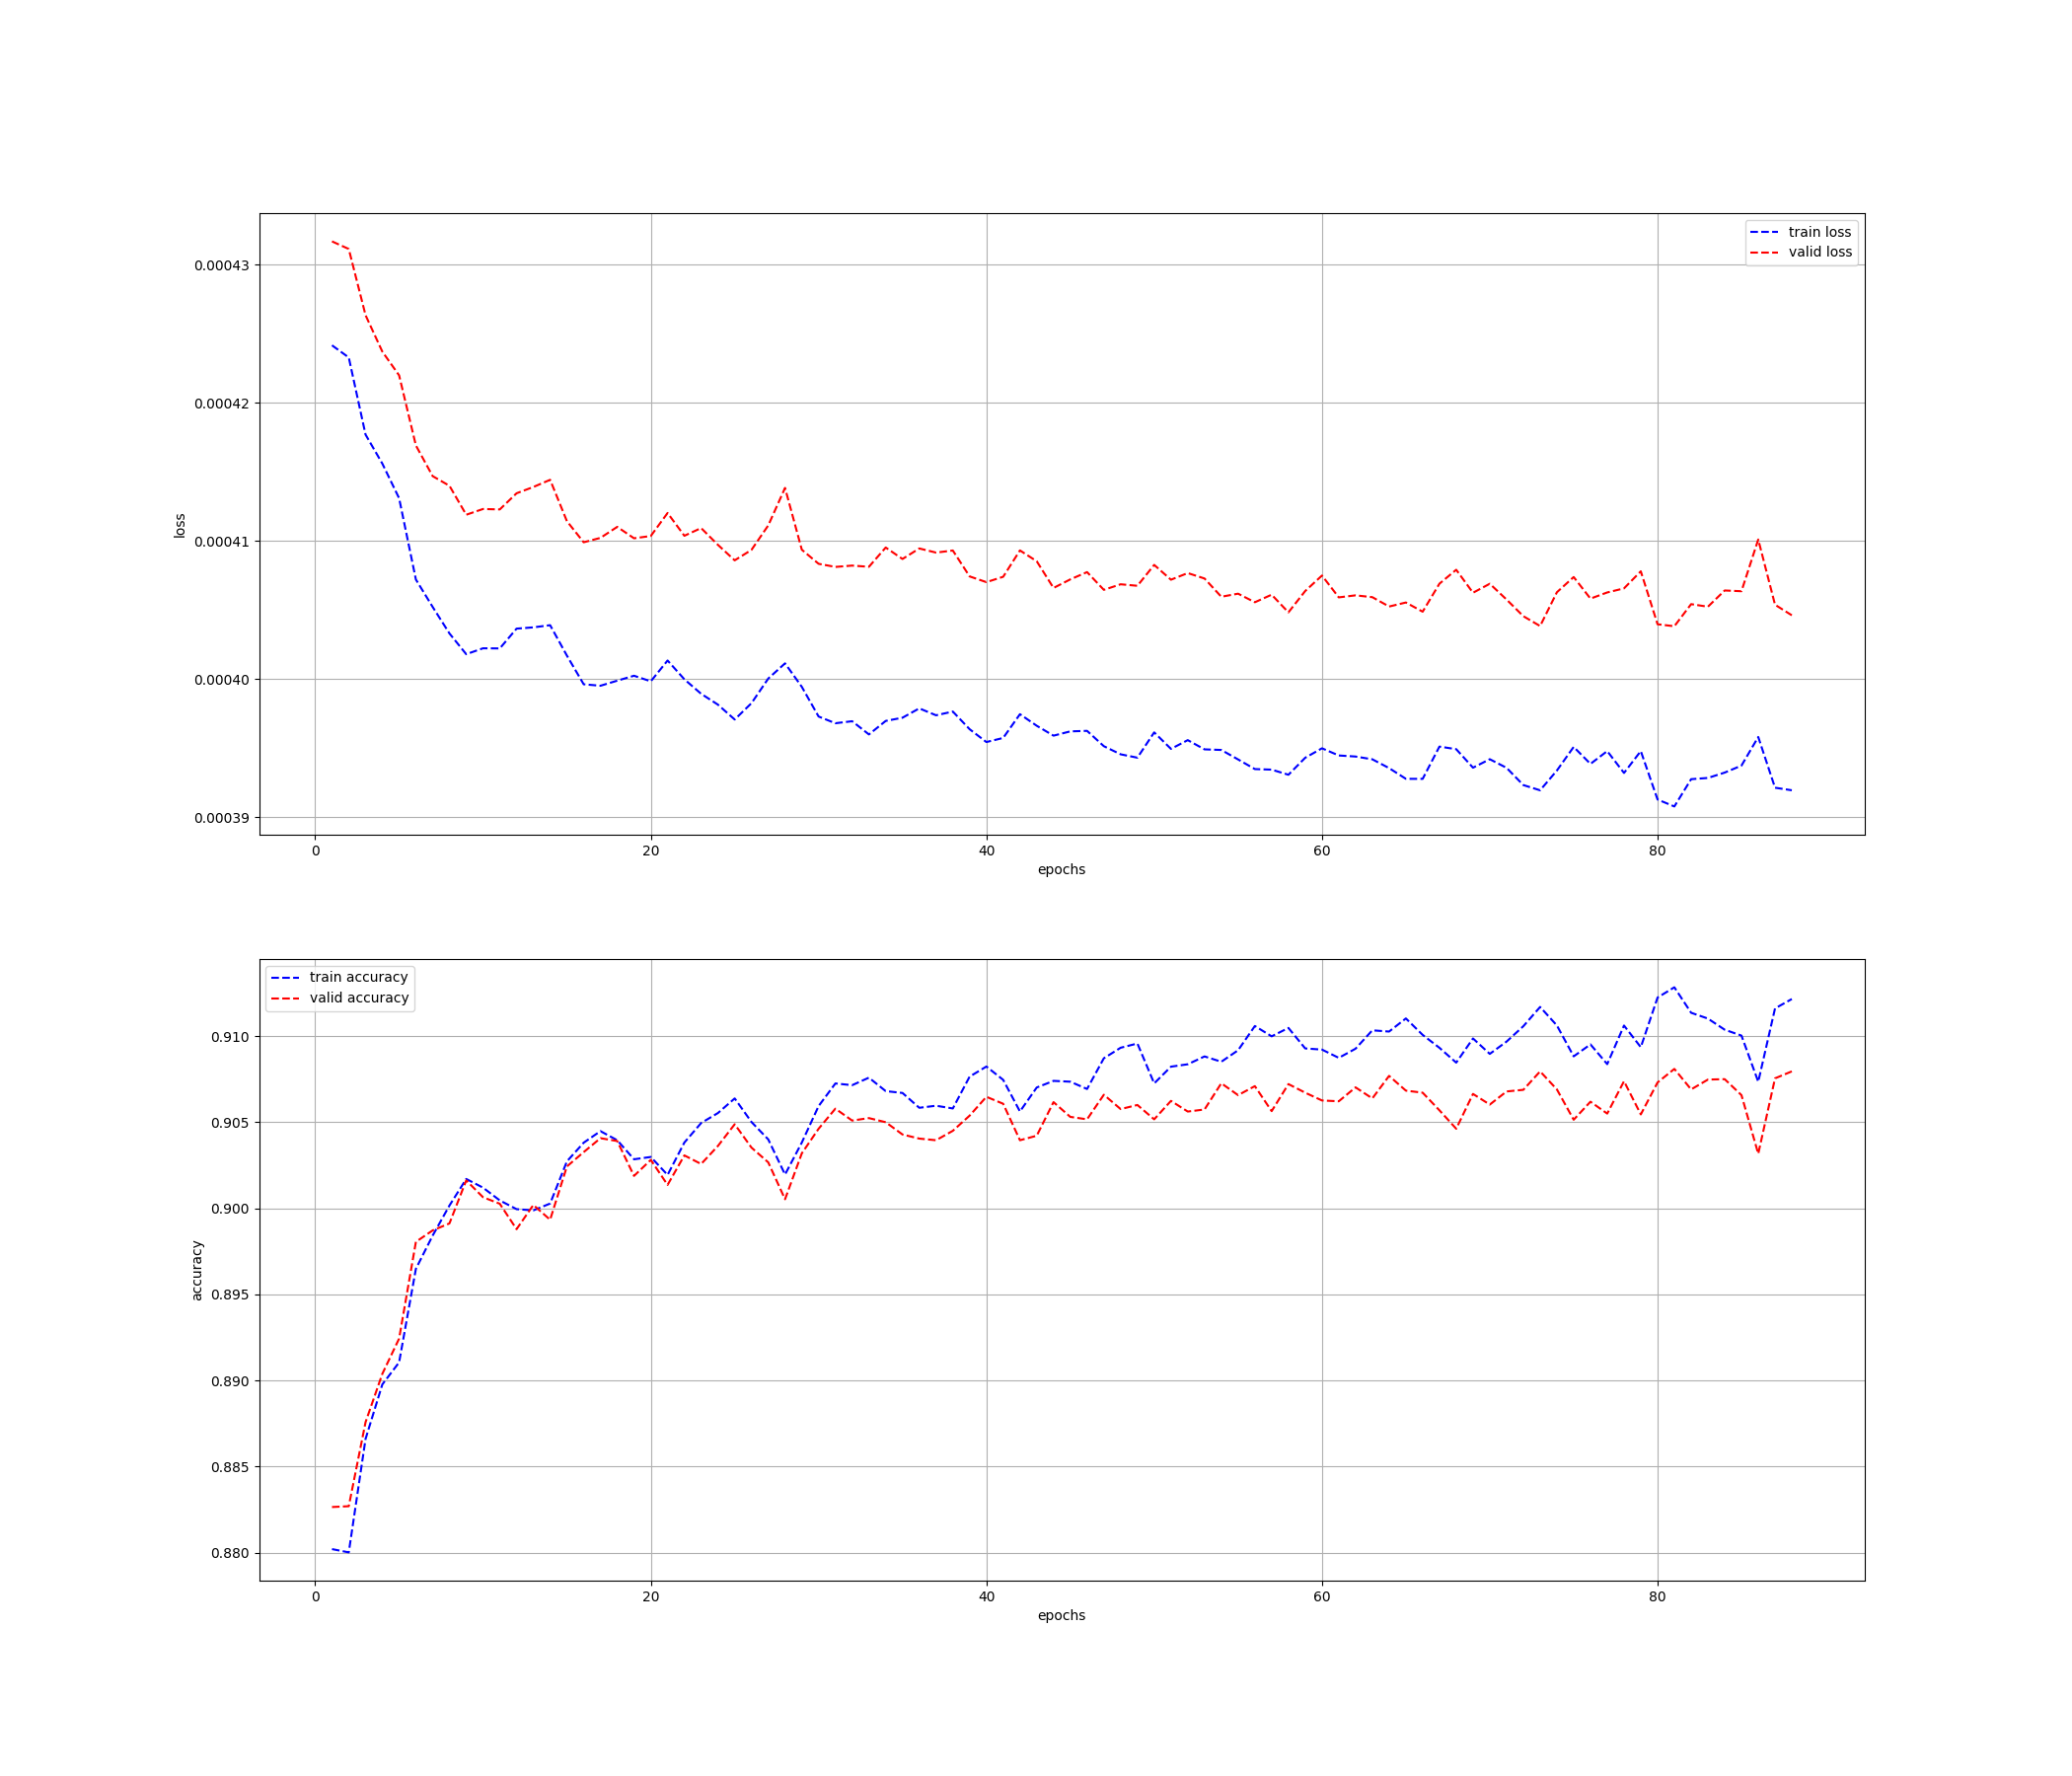 train loss
valid loss
0.00043
0.00042
0.00041
0.00040
0.00039
loss
0 20 40 60 80
epochs
train accuracy
valid accuracy
0.910
0.905
0.900
0.895
0.890
0.885
0.880
accuracy
0 20 40 60 80
epochs